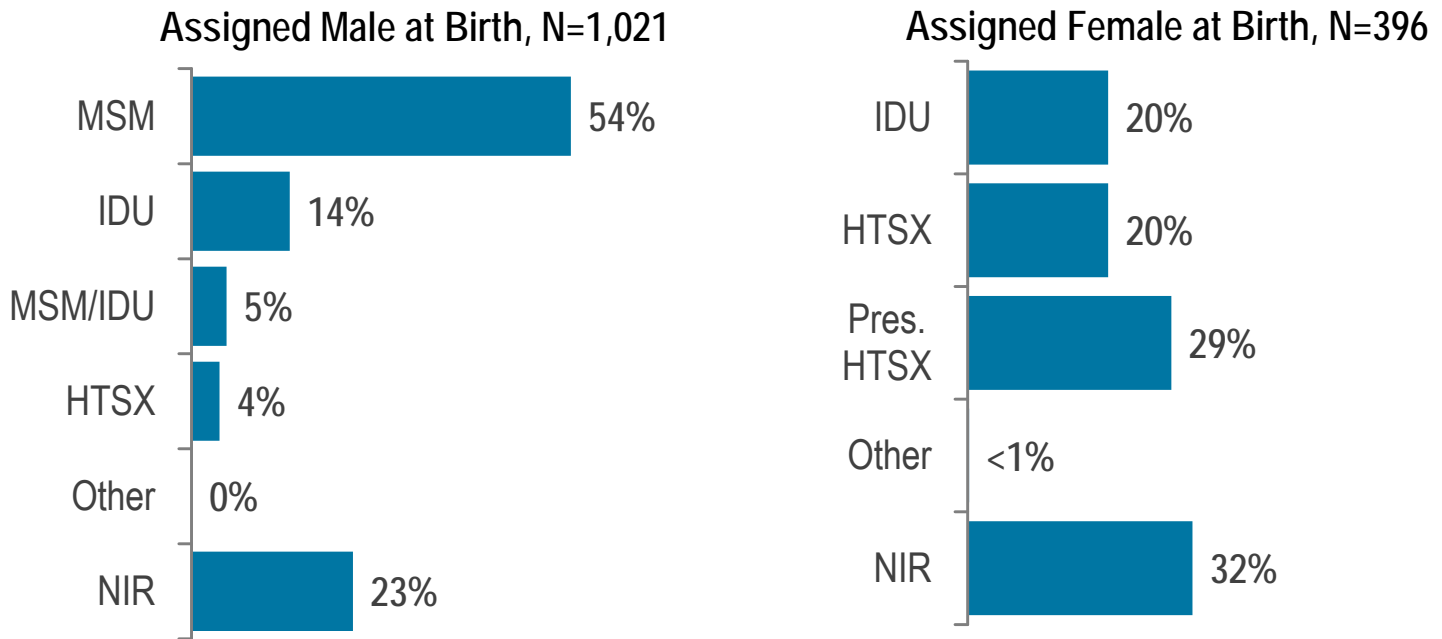 Assigned Male at Birth, N=1,021
MSM 54%
IDU 14%
MSM/IDU 5%
HTSX 4%
Other 0%
NIR 23%
Assigned Female at Birth, N=396
IDU 20%
HTSX 20%
Pres.
HTSX 29%
Other <1%
NIR 32%